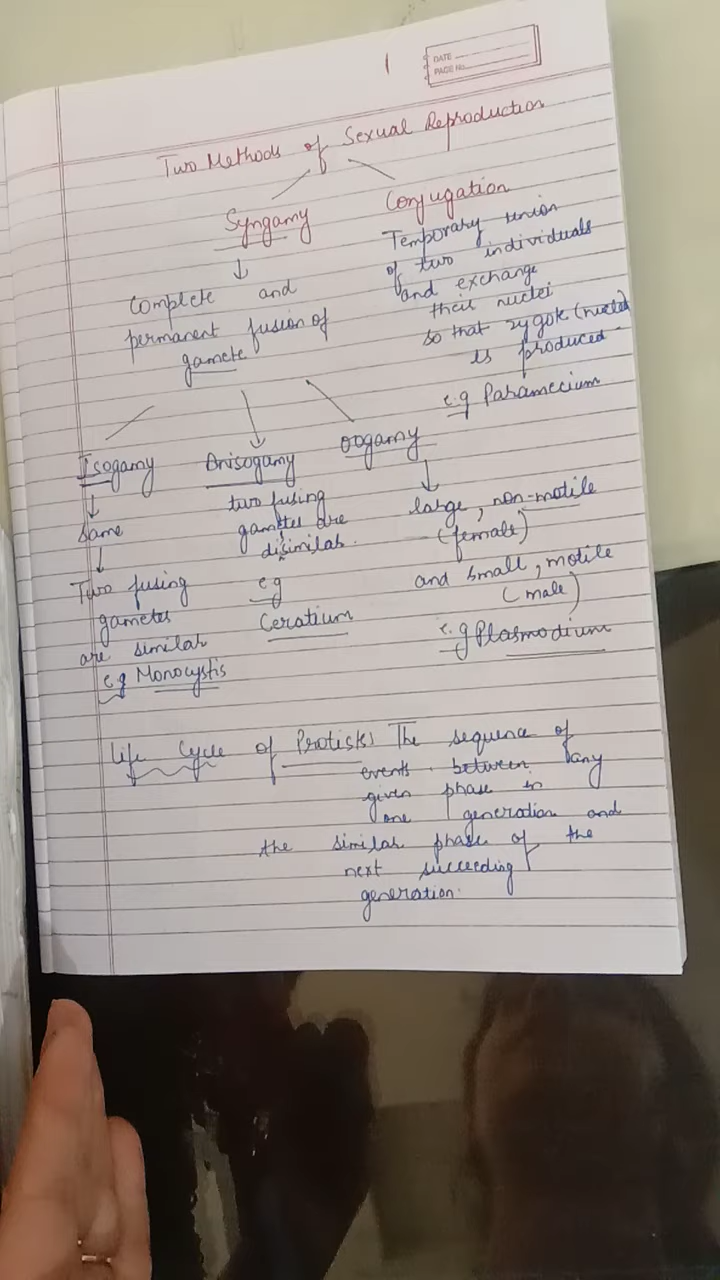 1
DATE
PAGE No.
Two Methods of Sexual Reproduction
Syngamy
Complete and
permanent fusion of
gamete
Conjugation
Temporary union
of two individuals
and exchange
their nuclei
so that zygote (nuclei)
is produced
e.g Paramecium
Isogamy
Same
Two fusing
gametes
are similar
eg Monocystis
Anisogamy
two fusing
gametes are
disimilar.
eg
Ceratium
Oogamy
large, non-motile
(female)
and small, motile
(male)
e.g Plasmodium
Life Cycle of Protists: The sequence of
events between any
given phase in
one generation and
the similar phase of the
next succeeding
generation.